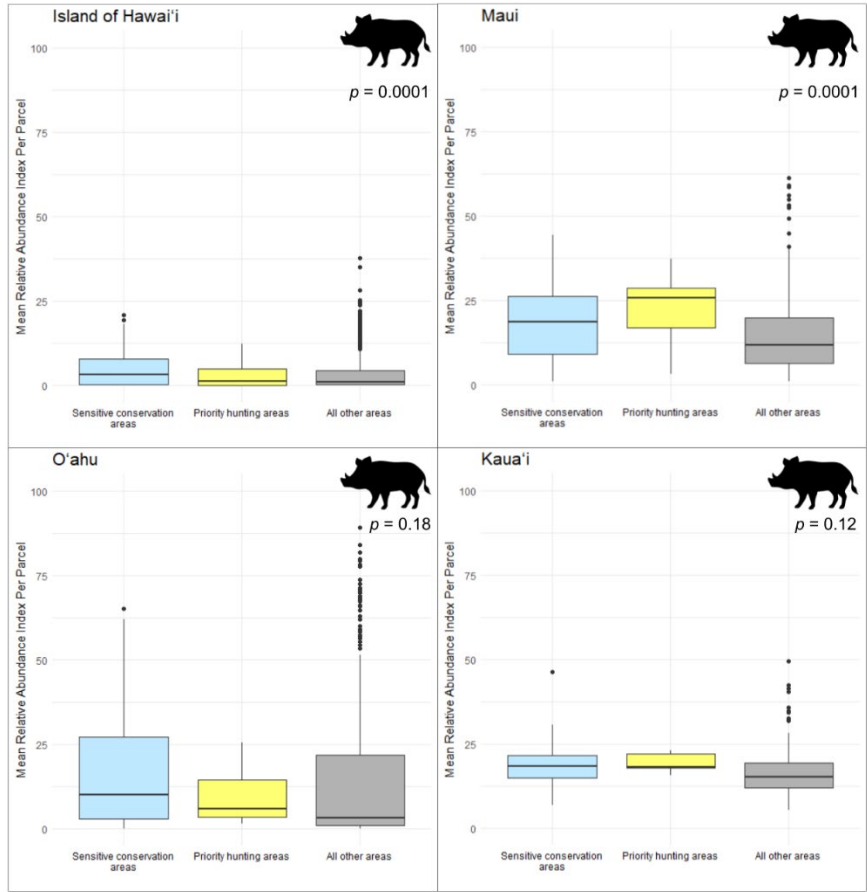 Island of Hawaiʻi
p = 0.0001
Mean Relative Abundance Index Per Parcel
100
75
50
25
0
Sensitive conservation
areas
Priority hunting areas
All other areas
Maui
p = 0.0001
Mean Relative Abundance Index Per Parcel
100
75
50
25
0
Sensitive conservation
areas
Priority hunting areas
All other areas
Oʻahu
p = 0.18
Mean Relative Abundance Index Per Parcel
100
75
50
25
0
Sensitive conservation
areas
Priority hunting areas
All other areas
Kauaʻi
p = 0.12
Mean Relative Abundance Index Per Parcel
100
75
50
25
0
Sensitive conservation
areas
Priority hunting areas
All other areas